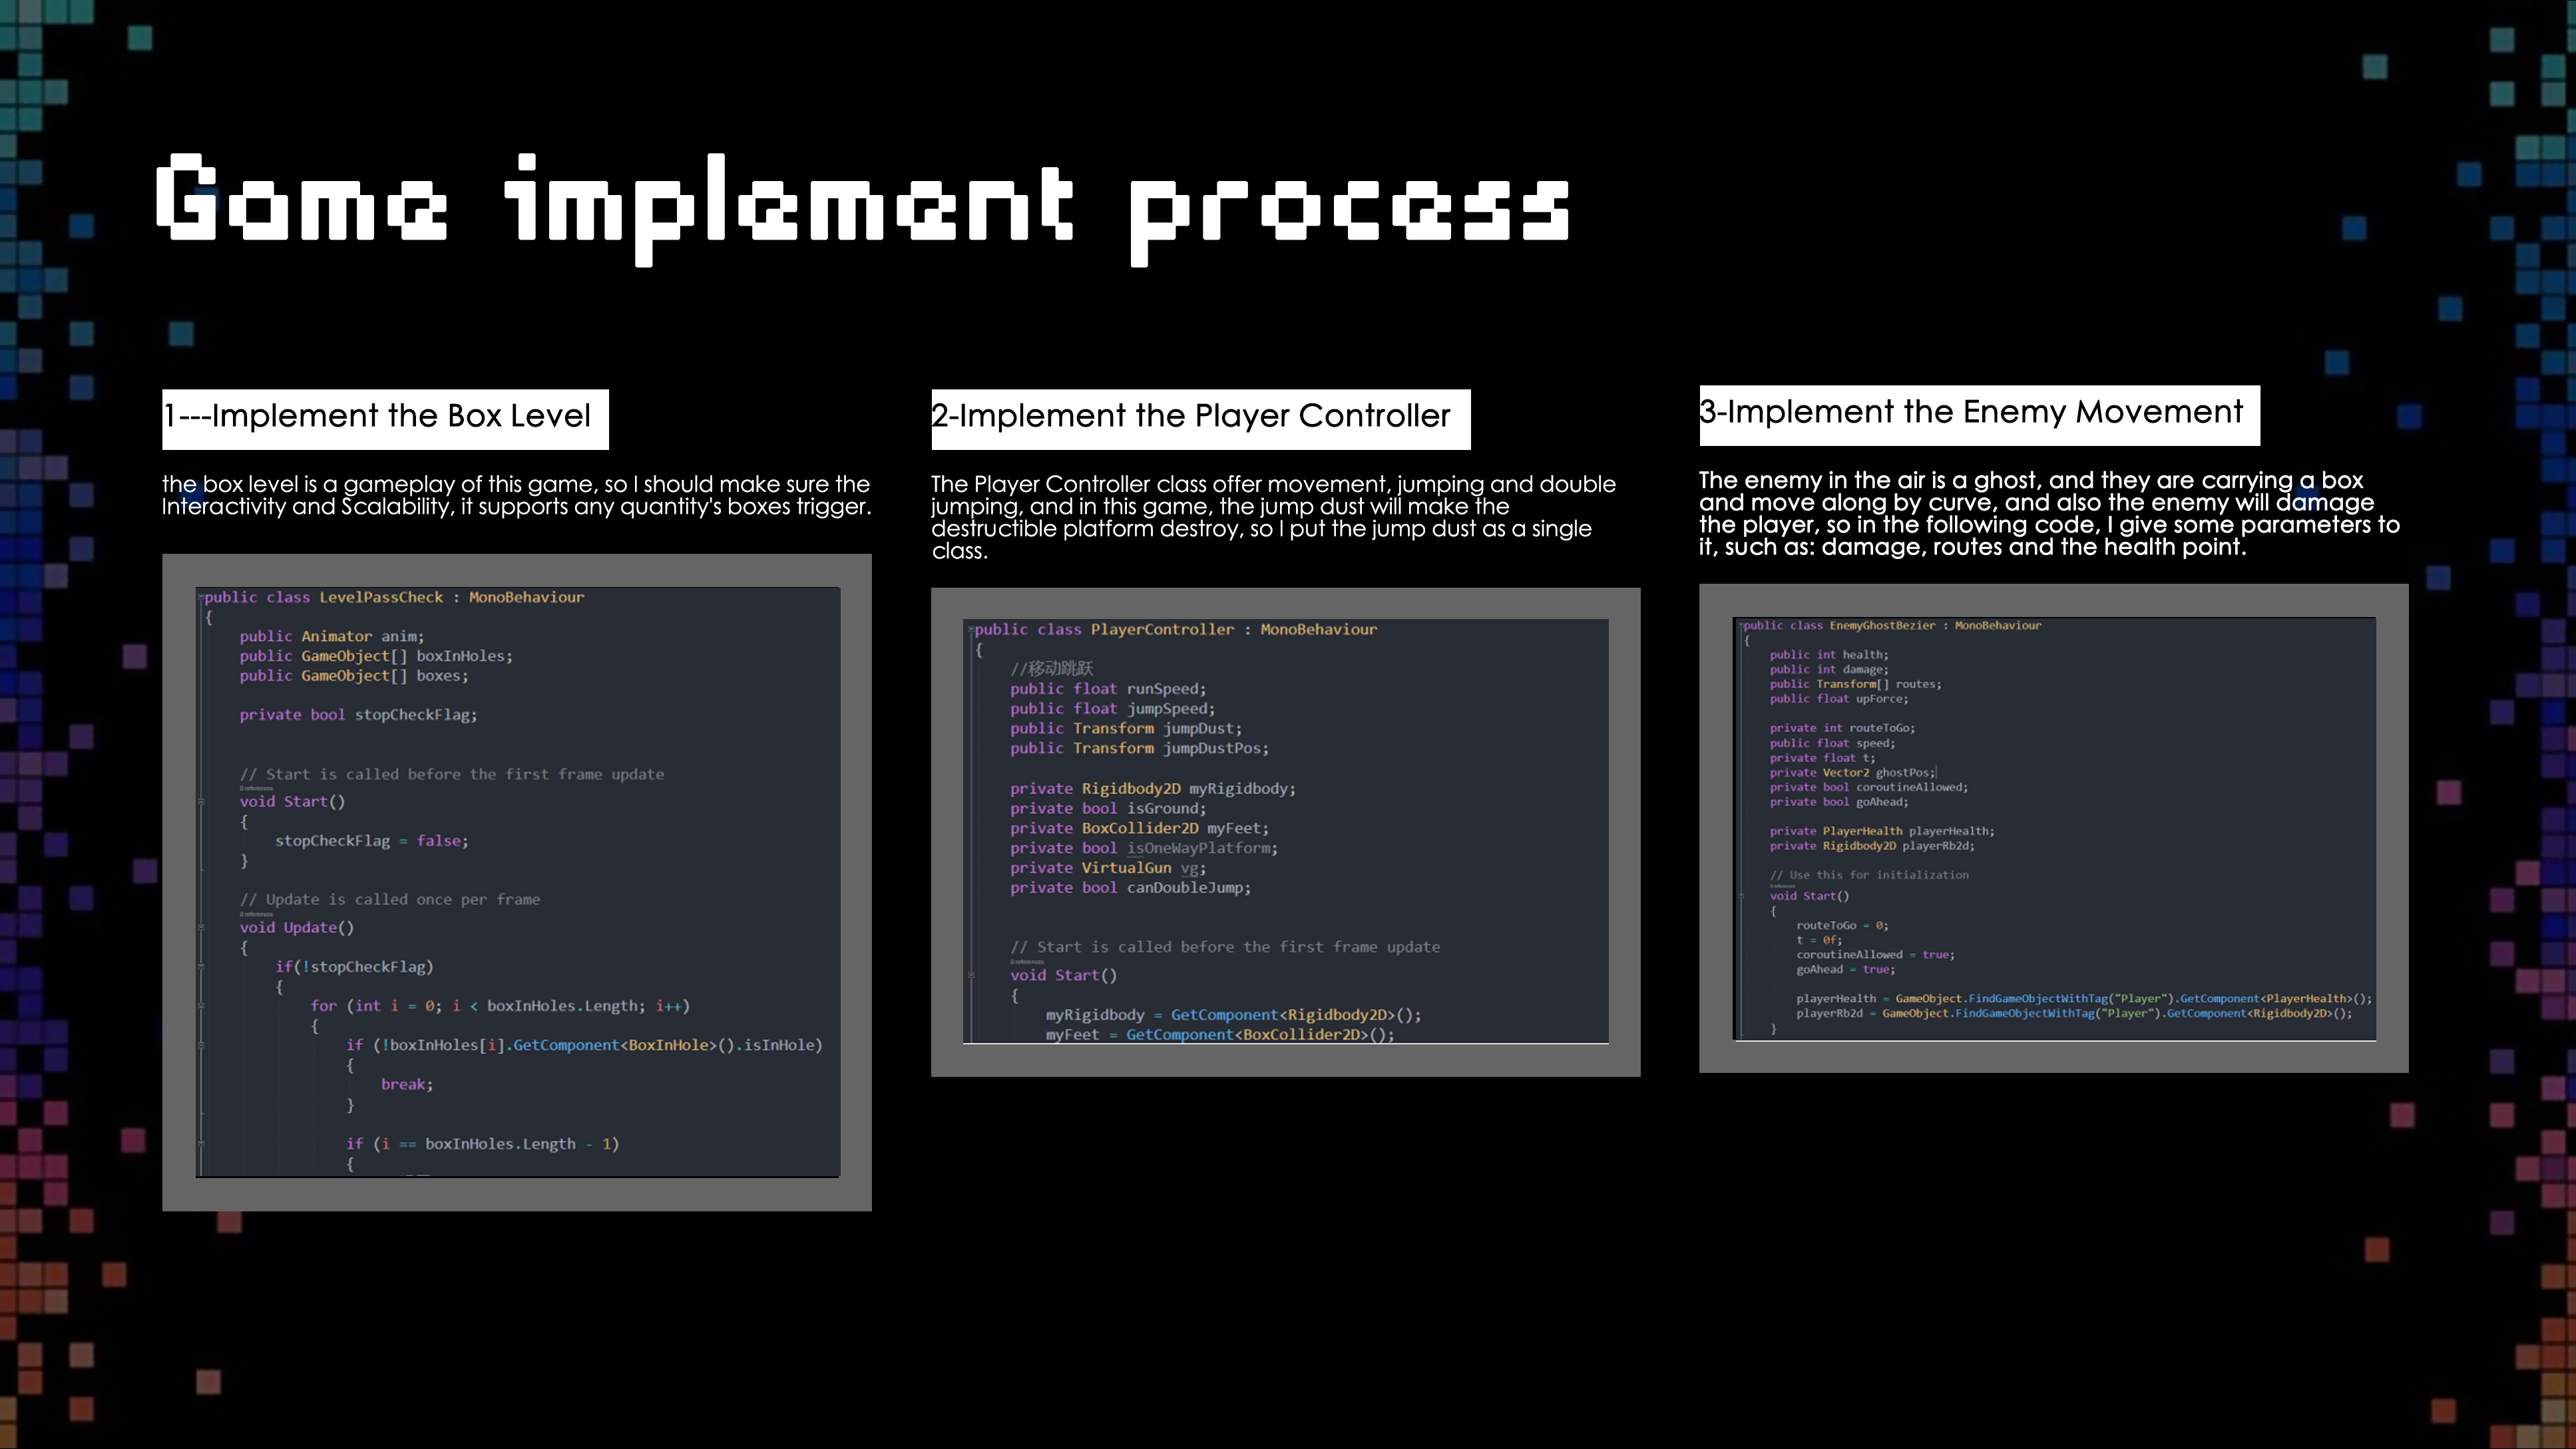 Game implement process
1---Implement the Box Level
the box level is a gameplay of this game, so I should make sure the
Interactivity and Scalability, it supports any quantity's boxes trigger.
public class LevelPassCheck : MonoBehaviour
{
public Animator anim;
public GameObject[] boxInHoles;
public GameObject[] boxes;
private bool stopCheckFlag;
// Start is called before the first frame update
0 references
void Start()
{
stopCheckFlag = false;
}
// Update is called once per frame
0 references
void Update()
{
if(!stopCheckFlag)
{
for (int i = 0; i < boxInHoles.Length; i++)
{
if (!boxInHoles[i].GetComponent<BoxInHole>().isInHole)
{
break;
}
if (i == boxInHoles.Length - 1)
{
2-Implement the Player Controller
The Player Controller class offer movement, jumping and double
jumping, and in this game, the jump dust will make the
destructible platform destroy, so I put the jump dust as a single
class.
public class PlayerController : MonoBehaviour
{
//移动跳跃
public float runSpeed;
public float jumpSpeed;
public Transform jumpDust;
public Transform jumpDustPos;
private Rigidbody2D myRigidbody;
private bool isGround;
private BoxCollider2D myFeet;
private bool isOneWayPlatform;
private VirtualGun vg;
private bool canDoubleJump;
// Start is called before the first frame update
0 references
void Start()
{
myRigidbody = GetComponent<Rigidbody2D>();
myFeet = GetComponent<BoxCollider2D>();
3-Implement the Enemy Movement
The enemy in the air is a ghost, and they are carrying a box
and move along by curve, and also the enemy will damage
the player, so in the following code, I give some parameters to
it, such as: damage, routes and the health point.
public class EnemyGhostBezier : MonoBehaviour
{
public int health;
public int damage;
public Transform[] routes;
public float upForce;
private int routeToGo;
public float speed;
private float t;
private Vector2 ghostPos;
private bool coroutineAllowed;
private bool goAhead;
private PlayerHealth playerHealth;
private Rigidbody2D playerRb2d;
// Use this for initialization
0 references
void Start()
{
routeToGo = 0;
t = 0f;
coroutineAllowed = true;
goAhead = true;
playerHealth = GameObject.FindGameObjectWithTag("Player").GetComponent<PlayerHealth>();
playerRb2d = GameObject.FindGameObjectWithTag("Player").GetComponent<Rigidbody2D>();
}